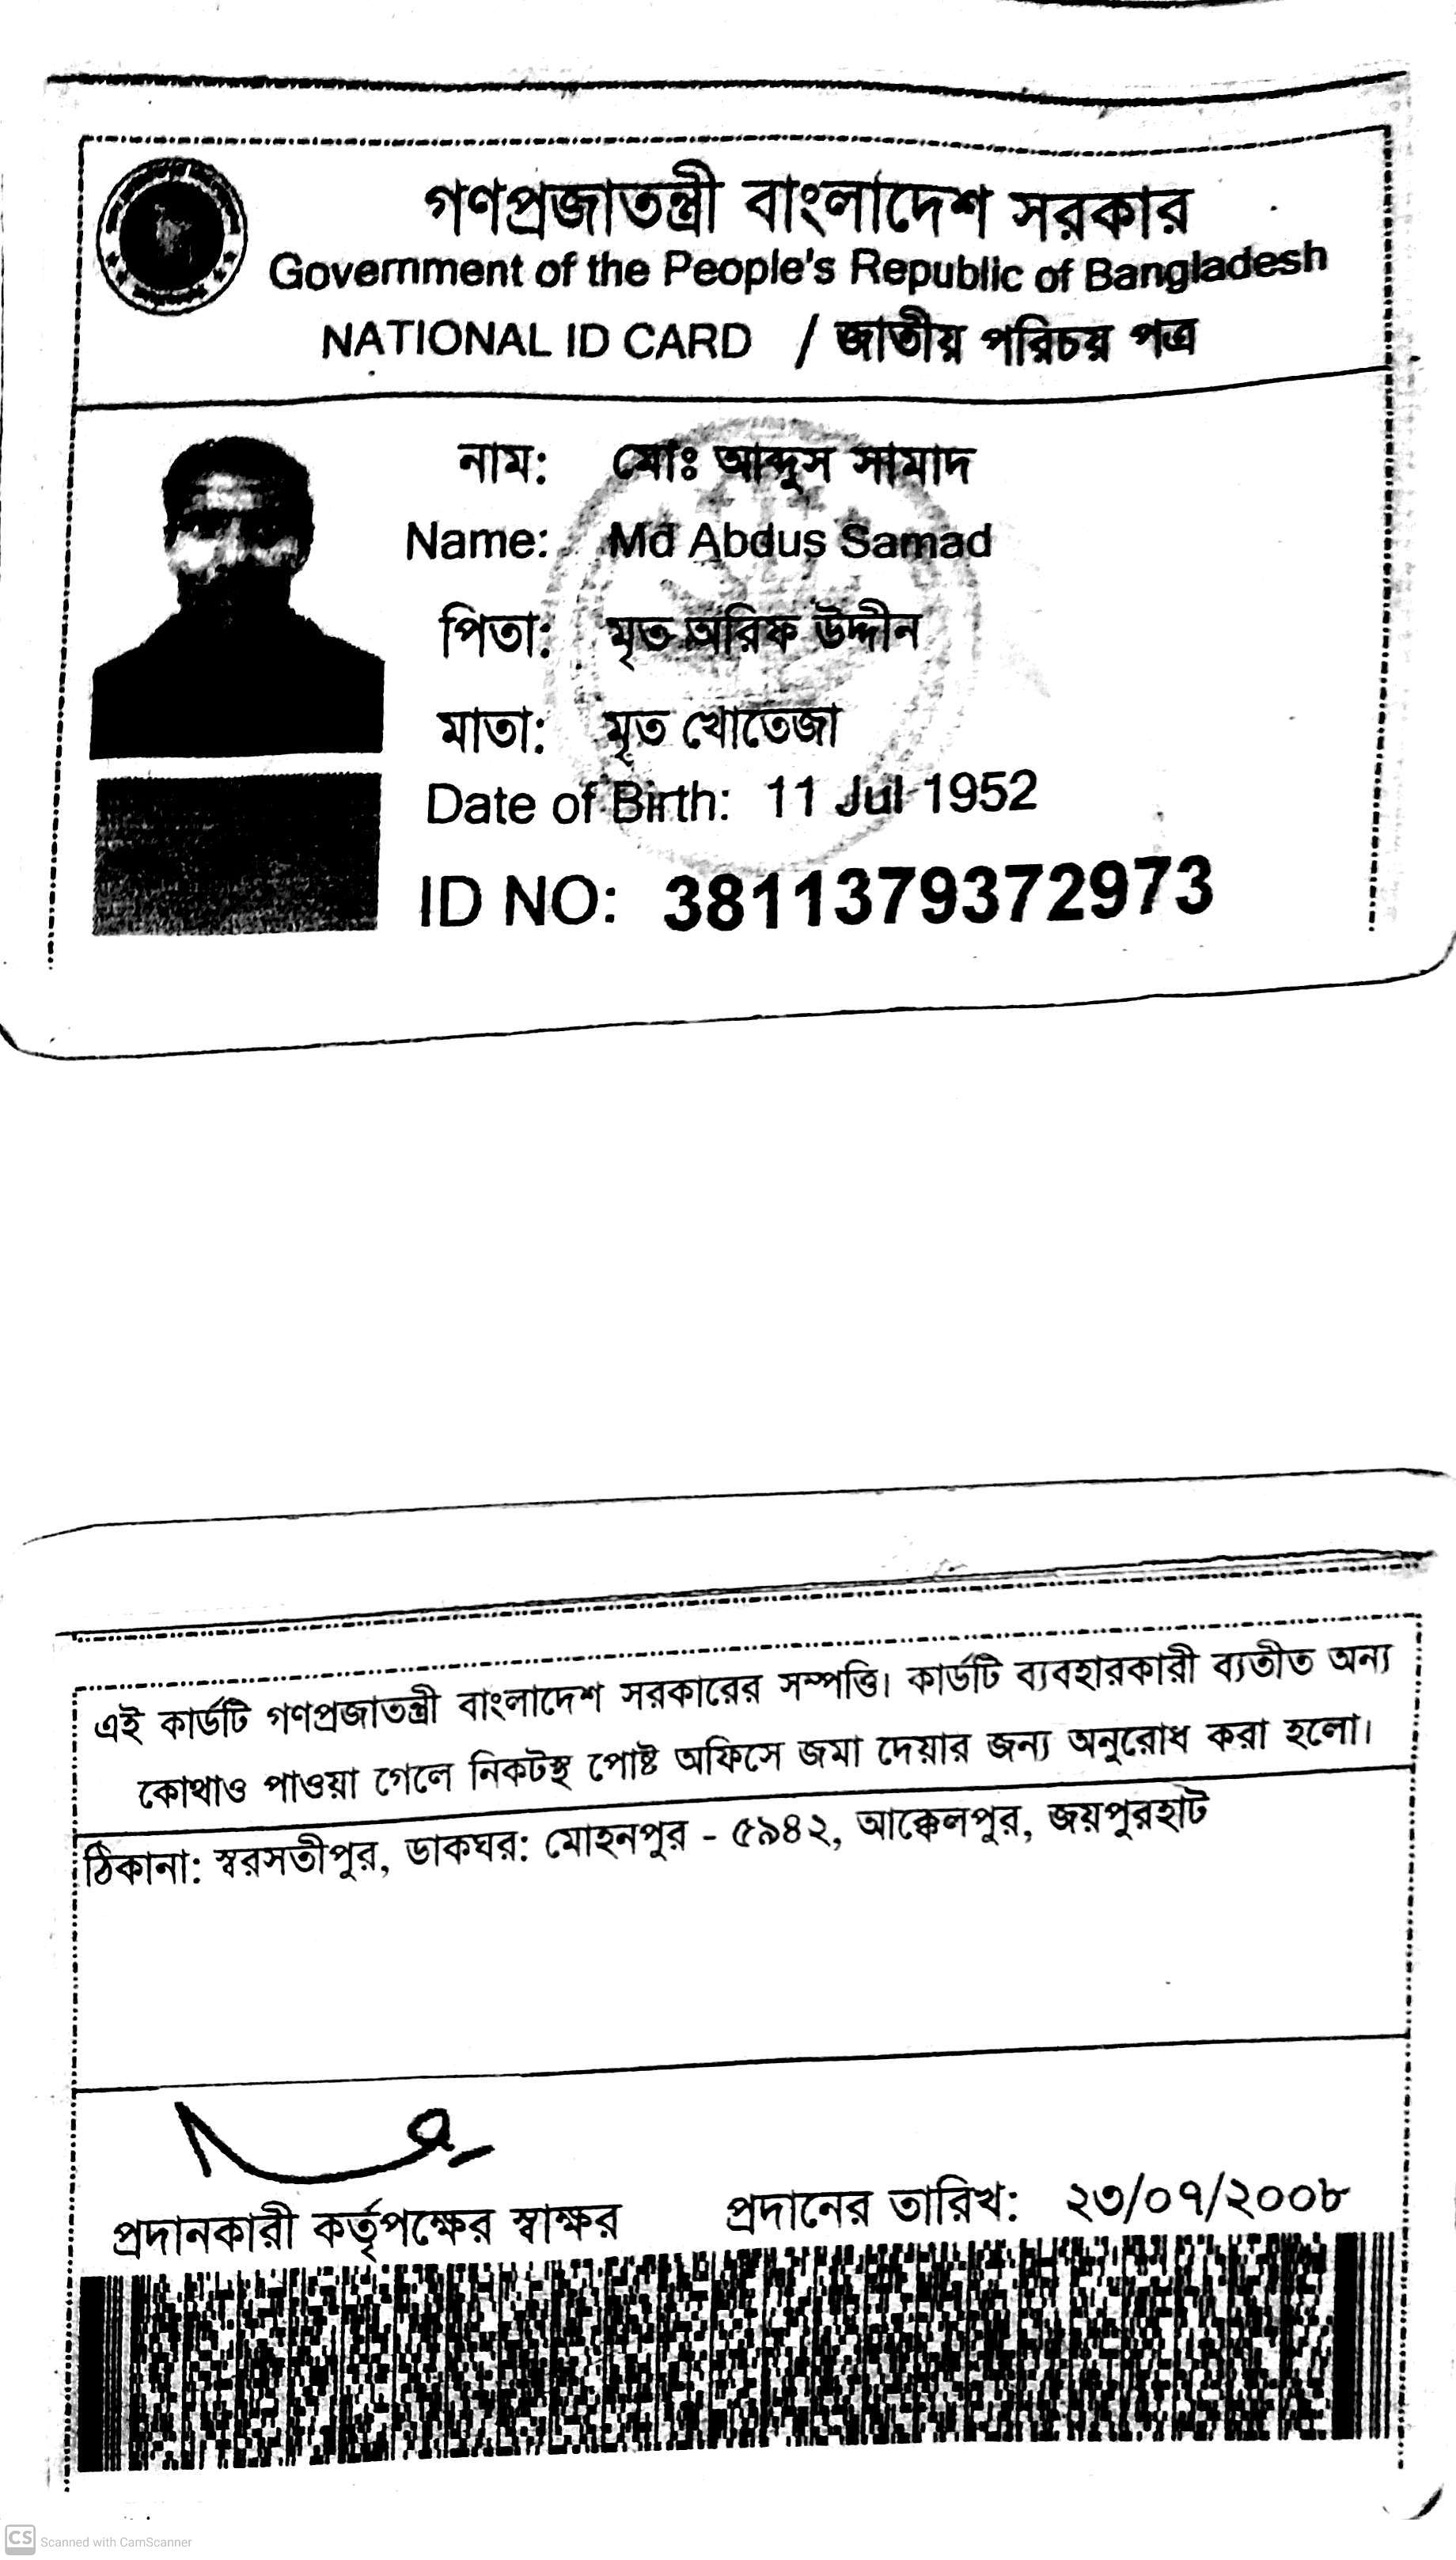 গণপ্রজাতন্ত্রী বাংলাদেশ সরকার
Government of the People's Republic of Bangladesh
NATIONAL ID CARD / জাতীয় পরিচয় পত্র
নাম: মোঃ আব্দুস সামাদ
Name: Md Abdus Samad
পিতা: মৃত অরিফ উদ্দীন
মাতা: মৃত খোতেজা
Date of Birth: 11 Jul 1952
ID NO: 3811379372973
এই কার্ডটি গণপ্রজাতন্ত্রী বাংলাদেশ সরকারের সম্পত্তি। কার্ডটি ব্যবহারকারী ব্যতীত অন্য
কোথাও পাওয়া গেলে নিকটস্থ পোষ্ট অফিসে জমা দেয়ার জন্য অনুরোধ করা হলো।
ঠিকানা: স্বরসতীপুর, ডাকঘর: মোহনপুর - ৫৯৪২, আক্কেলপুর, জয়পুরহাট
প্রদানকারী কর্তৃপক্ষের স্বাক্ষর প্রদানের তারিখ: ২৩/০৭/২০০৮
CS Scanned with CamScanner